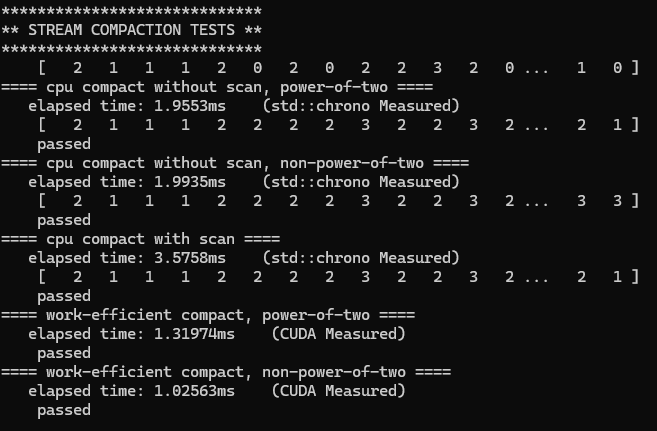 *****************************
** STREAM COMPACTION TESTS **
*****************************
    [   2   1   1   1   2   0   2   0   2   2   3   2   0 ...   1   0 ]
==== cpu compact without scan, power-of-two ====
   elapsed time: 1.9553ms    (std::chrono Measured)
    [   2   1   1   1   2   2   2   2   3   2   2   3   2 ...   2   1 ]
    passed
==== cpu compact without scan, non-power-of-two ====
   elapsed time: 1.9935ms    (std::chrono Measured)
    [   2   1   1   1   2   2   2   2   3   2   2   3   2 ...   3   3 ]
    passed
==== cpu compact with scan ====
   elapsed time: 3.5758ms    (std::chrono Measured)
    [   2   1   1   1   2   2   2   2   3   2   2   3   2 ...   2   1 ]
    passed
==== work-efficient compact, power-of-two ====
   elapsed time: 1.31974ms    (CUDA Measured)
    passed
==== work-efficient compact, non-power-of-two ====
   elapsed time: 1.02563ms    (CUDA Measured)
    passed